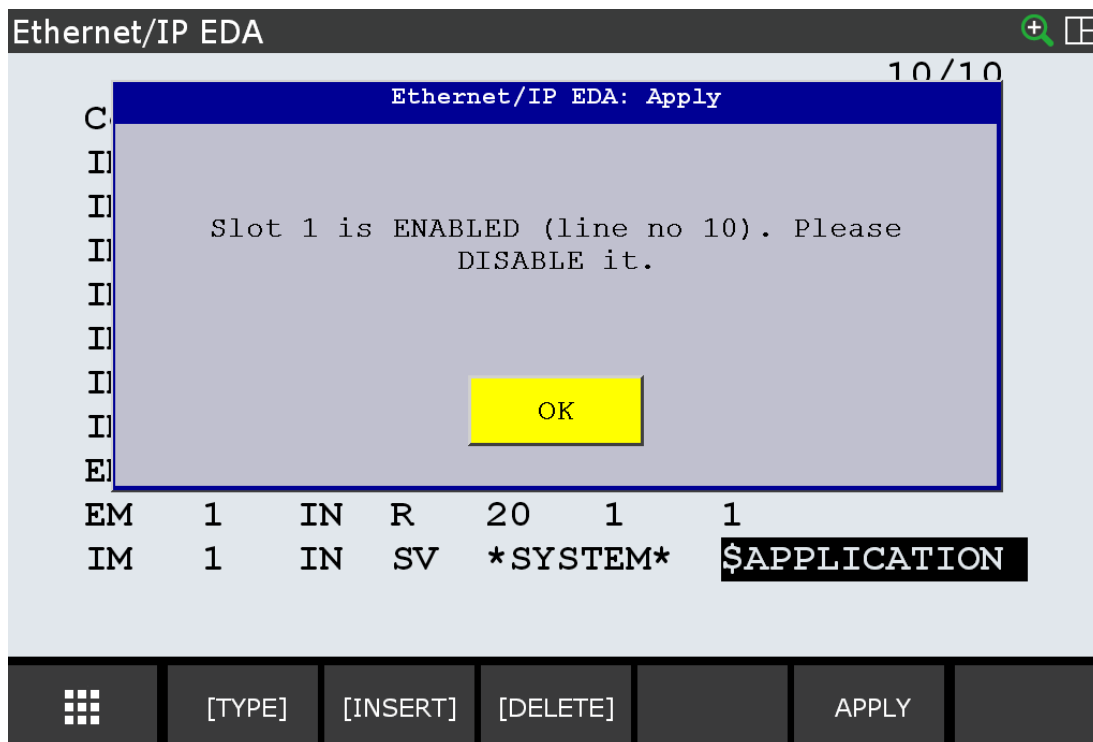 Ethernet/IP EDA
10/10
Ethernet/IP EDA: Apply
Slot 1 is ENABLED (line no 10). Please
DISABLE it.
OK
EM 1 IN R 20 1 1
IM 1 IN SV *SYSTEM* $APPLICATION
[TYPE] [INSERT] [DELETE] APPLY